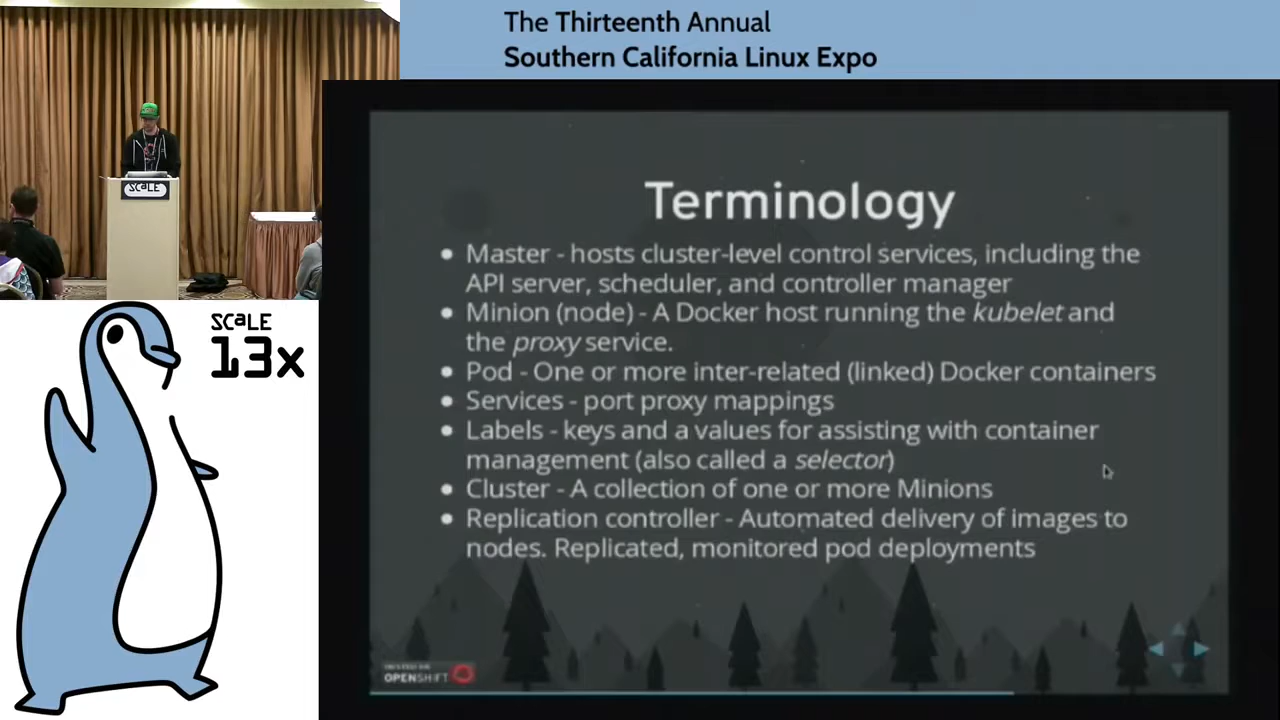 The Thirteenth Annual
Southern California Linux Expo
SCaLE
SCaLE
13x
Terminology
• Master - hosts cluster-level control services, including the
API server, scheduler, and controller manager
• Minion (node) - A Docker host running the kubelet and
the proxy service.
• Pod - One or more inter-related (linked) Docker containers
• Services - port proxy mappings
• Labels - keys and a values for assisting with container
management (also called a selector)
• Cluster - A collection of one or more Minions
• Replication controller - Automated delivery of images to
nodes. Replicated, monitored pod deployments
OPENSHIFT